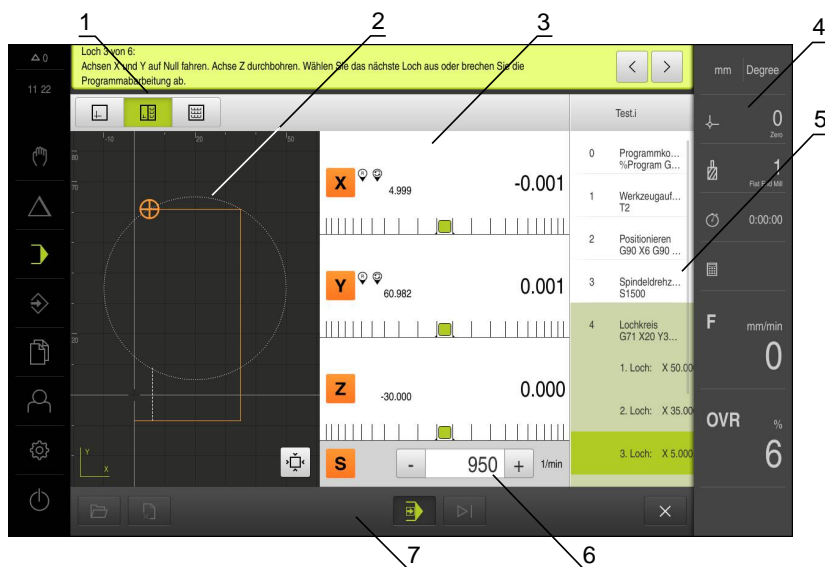 1
2
3
4
5
6
7
0
11 22
Loch 3 von 6:
Achsen X und Y auf Null fahren. Achse Z durchbohren. Wählen Sie das nächste Loch aus oder brechen Sie die
Programmabarbeitung ab.
mm Degree
0
Zero
1
Flat End Mill
0:00:00
F mm/min
0
OVR %
6
Test.i
-10 20 50
80
70
20
Y
X
X R 4.999 -0.001
Y R 60.982 0.001
Z -30.000 0.000
S - 950 + 1/min
0 Programmko...
%Program G...
1 Werkzeugauf...
T2
2 Positionieren
G90 X6 G90 ...
3 Spindeldrehz...
S1500
4 Lochkreis
G71 X20 Y3...
1. Loch: X 50.00
2. Loch: X 35.00
3. Loch: X 5.000